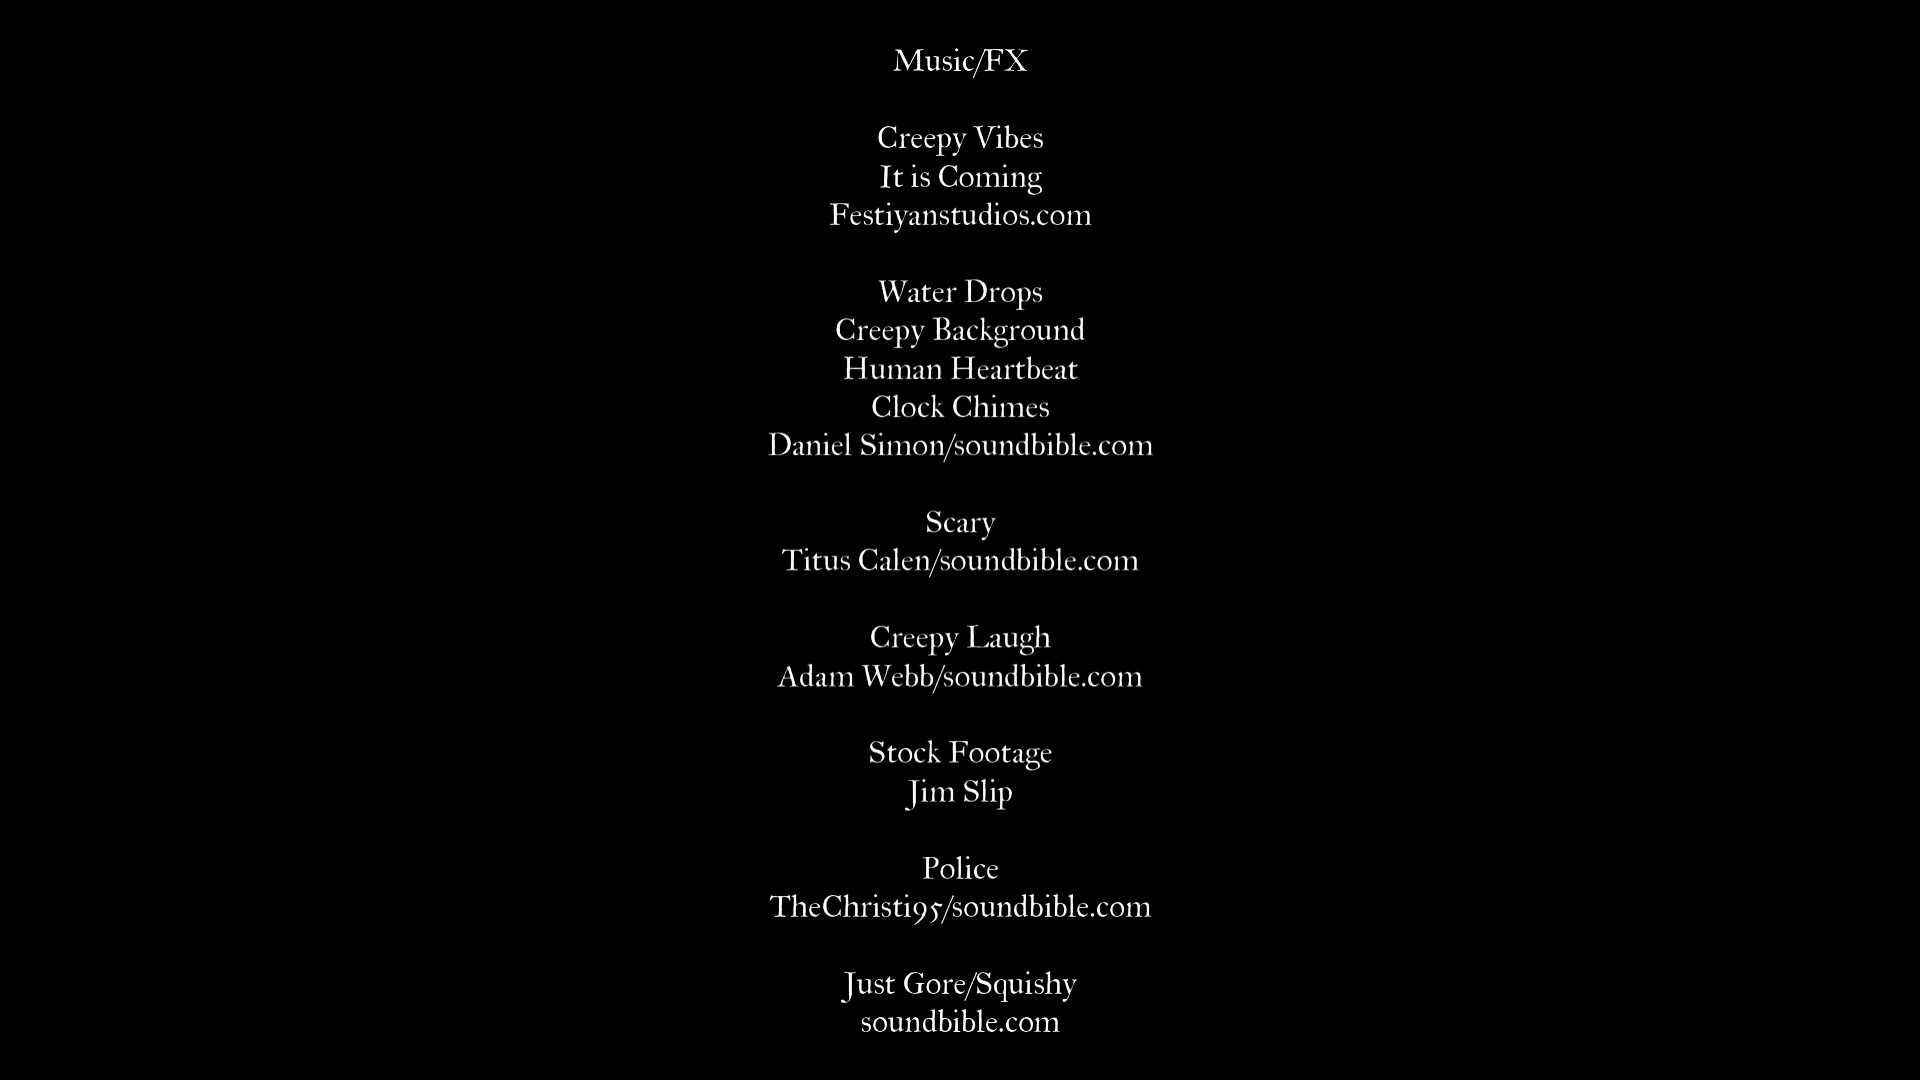 Music/FX
Creepy Vibes
It is Coming
Festiyanstudios.com
Water Drops
Creepy Background
Human Heartbeat
Clock Chimes
Daniel Simon/soundbible.com
Scary
Titus Calen/soundbible.com
Creepy Laugh
Adam Webb/soundbible.com
Stock Footage
Jim Slip
Police
TheChristi95/soundbible.com
Just Gore/Squishy
soundbible.com